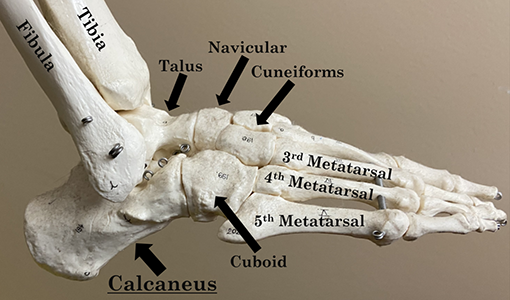 Tibia
Fibula
Navicular
Talus
Cuneiforms
3rd Metatarsal
4th Metatarsal
5th Metatarsal
Cuboid
Calcaneus